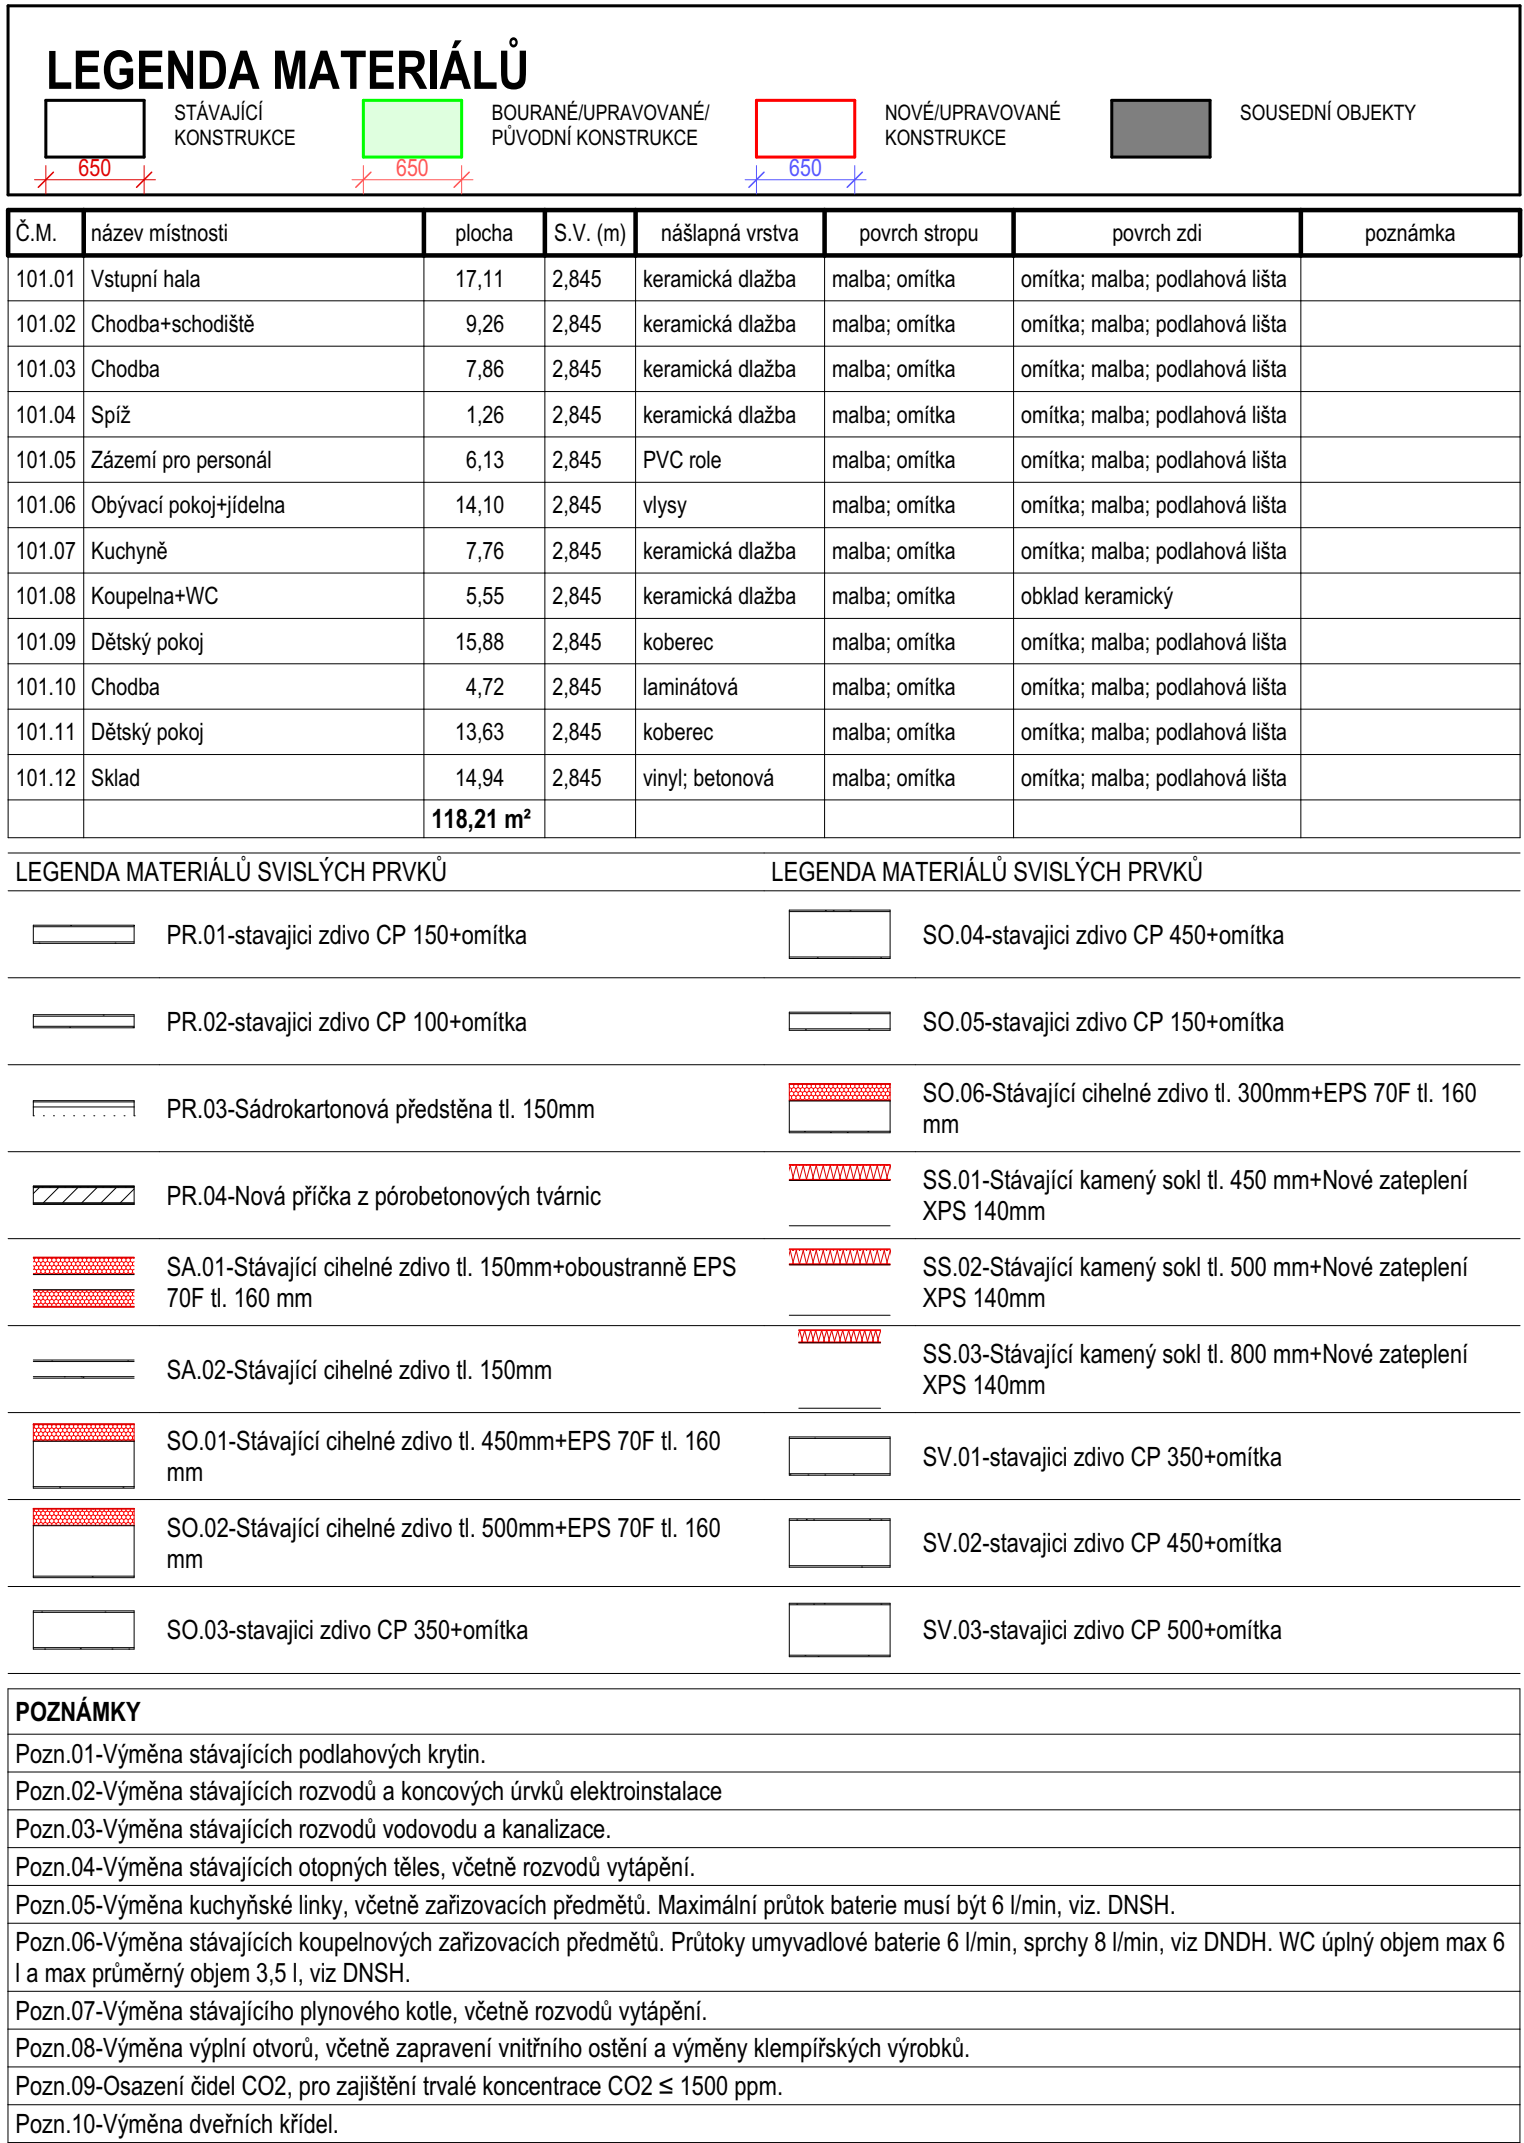 LEGENDA MATERIÁLŮ
STÁVAJÍCÍ
KONSTRUKCE
650
BOURANÉ/UPRAVOVANÉ/
PŮVODNÍ KONSTRUKCE
650
NOVÉ/UPRAVOVANÉ
KONSTRUKCE
650
SOUSEDNÍ OBJEKTY
Č.M. název místnosti plocha S.V. (m) nášlapná vrstva povrch stropu povrch zdi poznámka
101.01 Vstupní hala 17,11 2,845 keramická dlažba malba; omítka omítka; malba; podlahová lišta
101.02 Chodba+schodiště 9,26 2,845 keramická dlažba malba; omítka omítka; malba; podlahová lišta
101.03 Chodba 7,86 2,845 keramická dlažba malba; omítka omítka; malba; podlahová lišta
101.04 Spíž 1,26 2,845 keramická dlažba malba; omítka omítka; malba; podlahová lišta
101.05 Zázemí pro personál 6,13 2,845 PVC role malba; omítka omítka; malba; podlahová lišta
101.06 Obývací pokoj+jídelna 14,10 2,845 vlysy malba; omítka omítka; malba; podlahová lišta
101.07 Kuchyně 7,76 2,845 keramická dlažba malba; omítka omítka; malba; podlahová lišta
101.08 Koupelna+WC 5,55 2,845 keramická dlažba malba; omítka obklad keramický
101.09 Dětský pokoj 15,88 2,845 koberec malba; omítka omítka; malba; podlahová lišta
101.10 Chodba 4,72 2,845 laminátová malba; omítka omítka; malba; podlahová lišta
101.11 Dětský pokoj 13,63 2,845 koberec malba; omítka omítka; malba; podlahová lišta
101.12 Sklad 14,94 2,845 vinyl; betonová malba; omítka omítka; malba; podlahová lišta
118,21 m²
LEGENDA MATERIÁLŮ SVISLÝCH PRVKŮ
PR.01-stavajici zdivo CP 150+omítka
PR.02-stavajici zdivo CP 100+omítka
PR.03-Sádrokartonová předstěna tl. 150mm
PR.04-Nová příčka z pórobetonových tvárnic
SA.01-Stávající cihelné zdivo tl. 150mm+oboustranně EPS
70F tl. 160 mm
SA.02-Stávající cihelné zdivo tl. 150mm
SO.01-Stávající cihelné zdivo tl. 450mm+EPS 70F tl. 160
mm
SO.02-Stávající cihelné zdivo tl. 500mm+EPS 70F tl. 160
mm
SO.03-stavajici zdivo CP 350+omítka
LEGENDA MATERIÁLŮ SVISLÝCH PRVKŮ
SO.04-stavajici zdivo CP 450+omítka
SO.05-stavajici zdivo CP 150+omítka
SO.06-Stávající cihelné zdivo tl. 300mm+EPS 70F tl. 160
mm
SS.01-Stávající kamený sokl tl. 450 mm+Nové zateplení
XPS 140mm
SS.02-Stávající kamený sokl tl. 500 mm+Nové zateplení
XPS 140mm
SS.03-Stávající kamený sokl tl. 800 mm+Nové zateplení
XPS 140mm
SV.01-stavajici zdivo CP 350+omítka
SV.02-stavajici zdivo CP 450+omítka
SV.03-stavajici zdivo CP 500+omítka
POZNÁMKY
Pozn.01-Výměna stávajících podlahových krytin.
Pozn.02-Výměna stávajících rozvodů a koncových úrvků elektroinstalace
Pozn.03-Výměna stávajících rozvodů vodovodu a kanalizace.
Pozn.04-Výměna stávajících otopných těles, včetně rozvodů vytápění.
Pozn.05-Výměna kuchyňské linky, včetně zařizovacích předmětů. Maximální průtok baterie musí být 6 l/min, viz. DNSH.
Pozn.06-Výměna stávajících koupelnových zařizovacích předmětů. Průtoky umyvadlové baterie 6 l/min, sprchy 8 l/min, viz DNDH. WC úplný objem max 6
l a max průměrný objem 3,5 l, viz DNSH.
Pozn.07-Výměna stávajícího plynového kotle, včetně rozvodů vytápění.
Pozn.08-Výměna výplní otvorů, včetně zapravení vnitřního ostění a výměny klempířských výrobků.
Pozn.09-Osazení čidel CO2, pro zajištění trvalé koncentrace CO2 ≤ 1500 ppm.
Pozn.10-Výměna dveřních křídel.